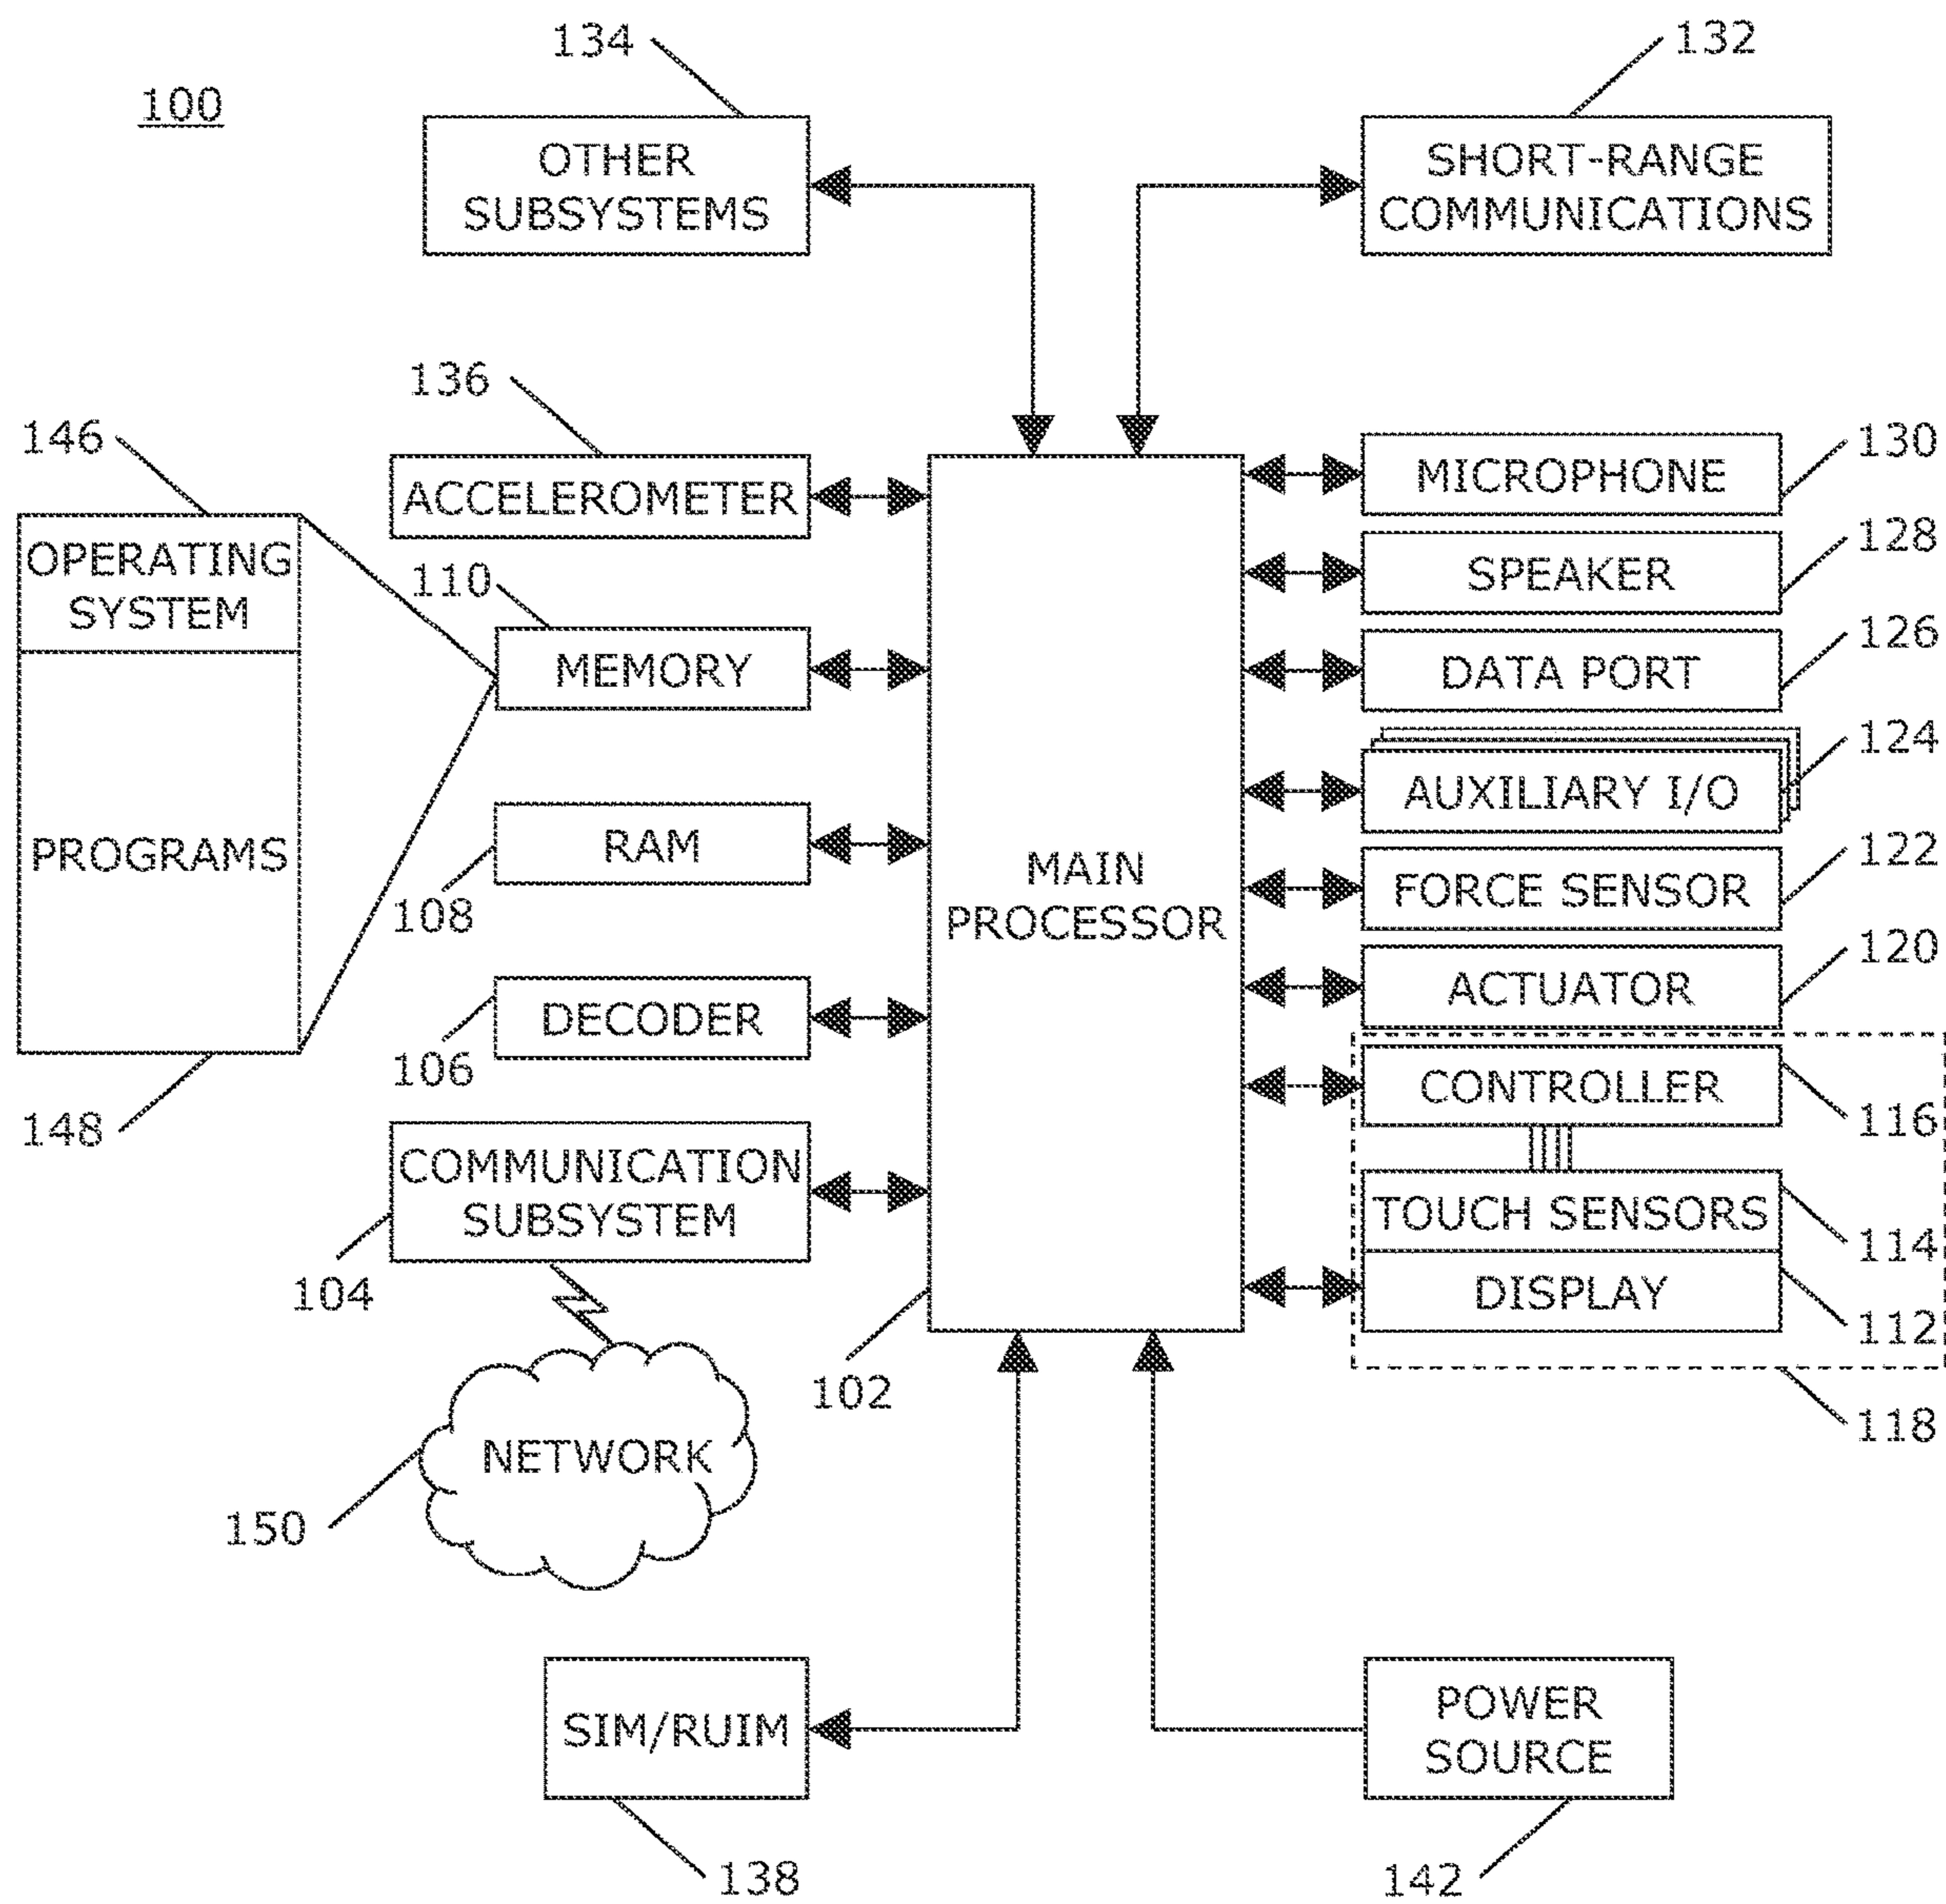 134
132
100
OTHER
SUBSYSTEMS
SHORT-RANGE
COMMUNICATIONS
136
146
130
ACCELEROMETER
MICROPHONE
OPERATING
SYSTEM
110
128
SPEAKER
126
MEMORY
DATA PORT
124
AUXILIARY I/O
PROGRAMS
RAM
108
MAIN
PROCESSOR
122
FORCE SENSOR
120
ACTUATOR
DECODER
106
CONTROLLER
116
148
COMMUNICATION
SUBSYSTEM
TOUCH SENSORS
114
104
DISPLAY
112
102
118
NETWORK
150
SIM/RUIM
POWER
SOURCE
138
142